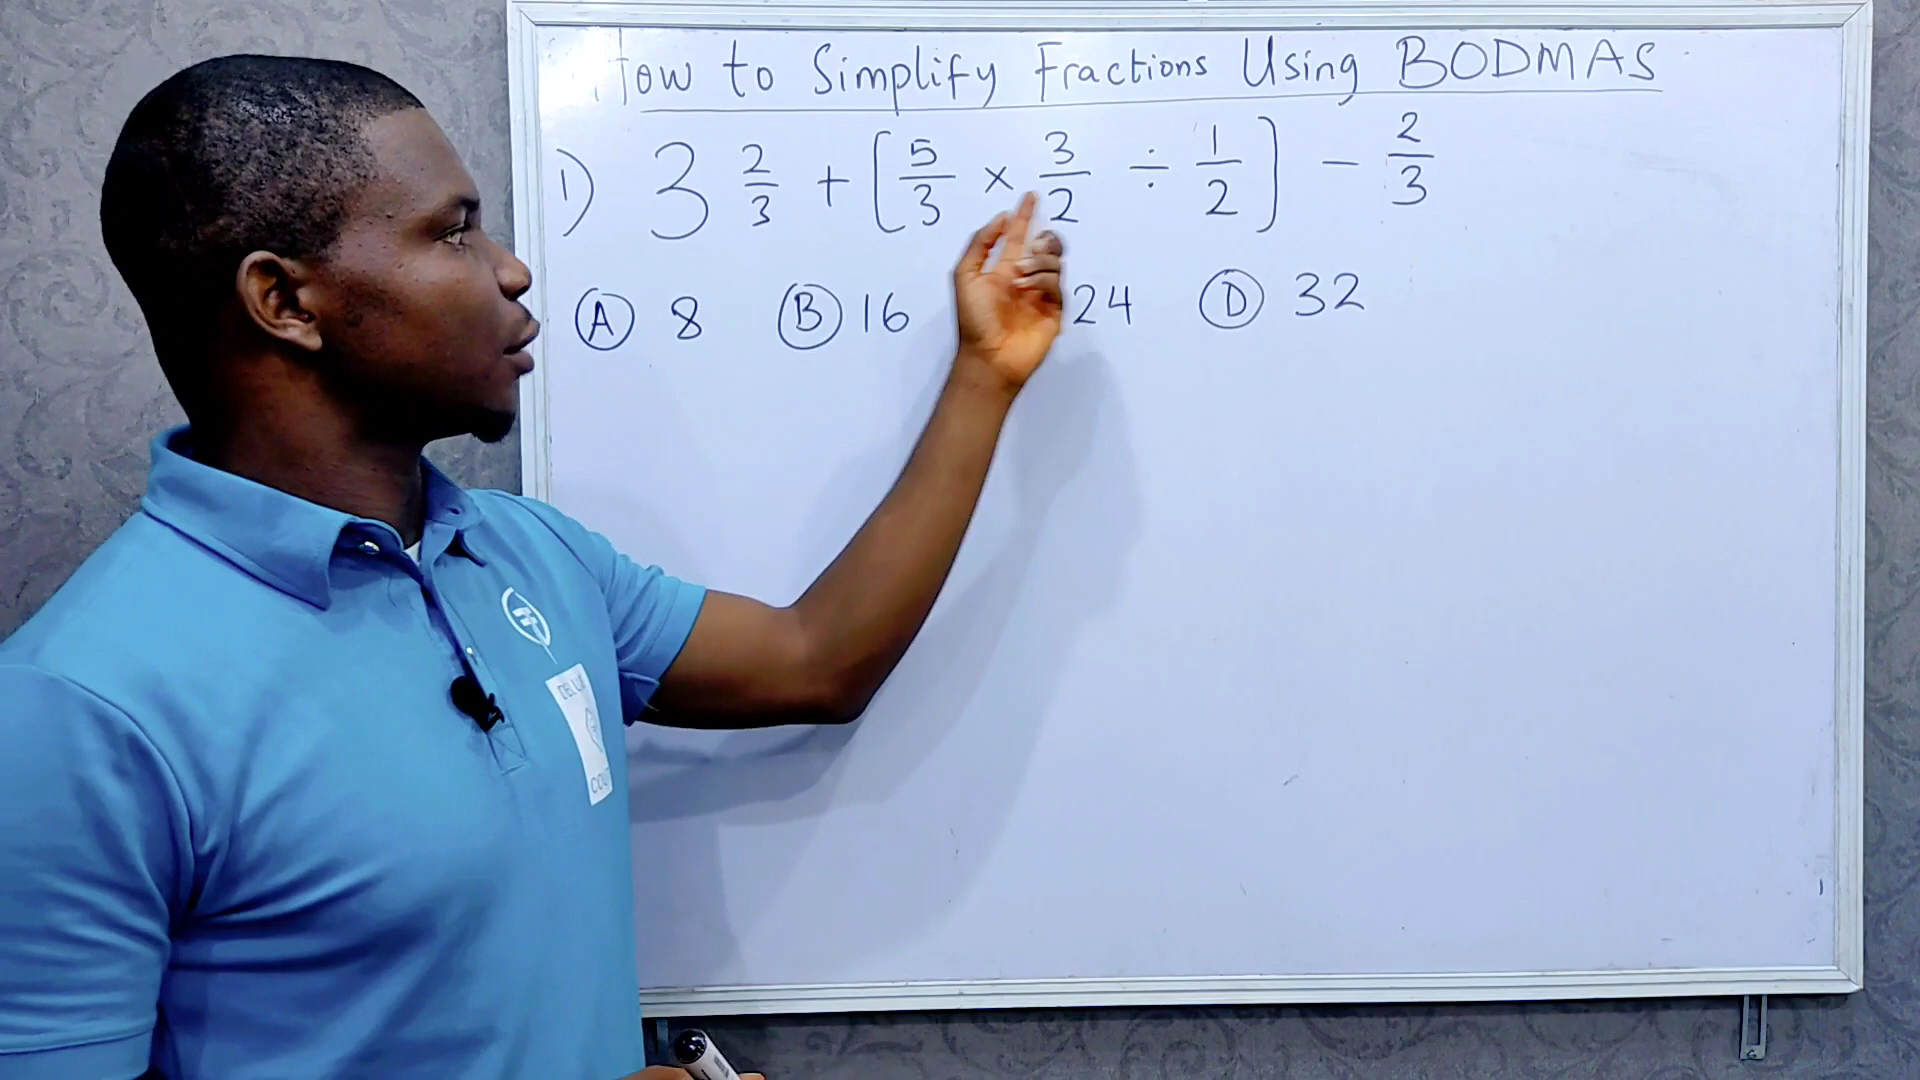 How to Simplify Fractions Using BODMAS
1) 3 2/3 + [5/3 × 3/2 ÷ 1/2] - 2/3
A 8 B 16 24 D 32